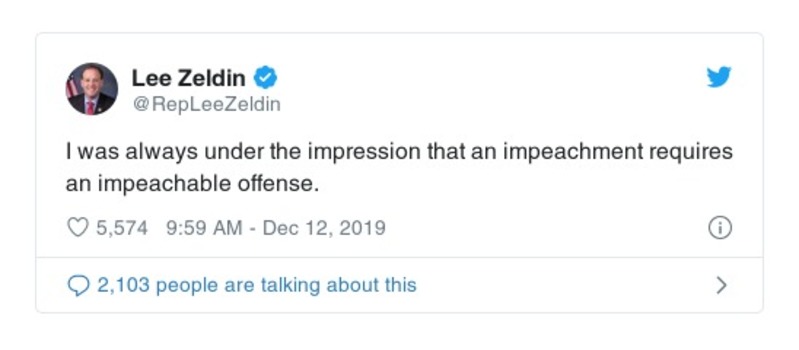 Lee Zeldin
@RepLeeZeldin
I was always under the impression that an impeachment requires
an impeachable offense.
5,574 9:59 AM - Dec 12, 2019
2,103 people are talking about this